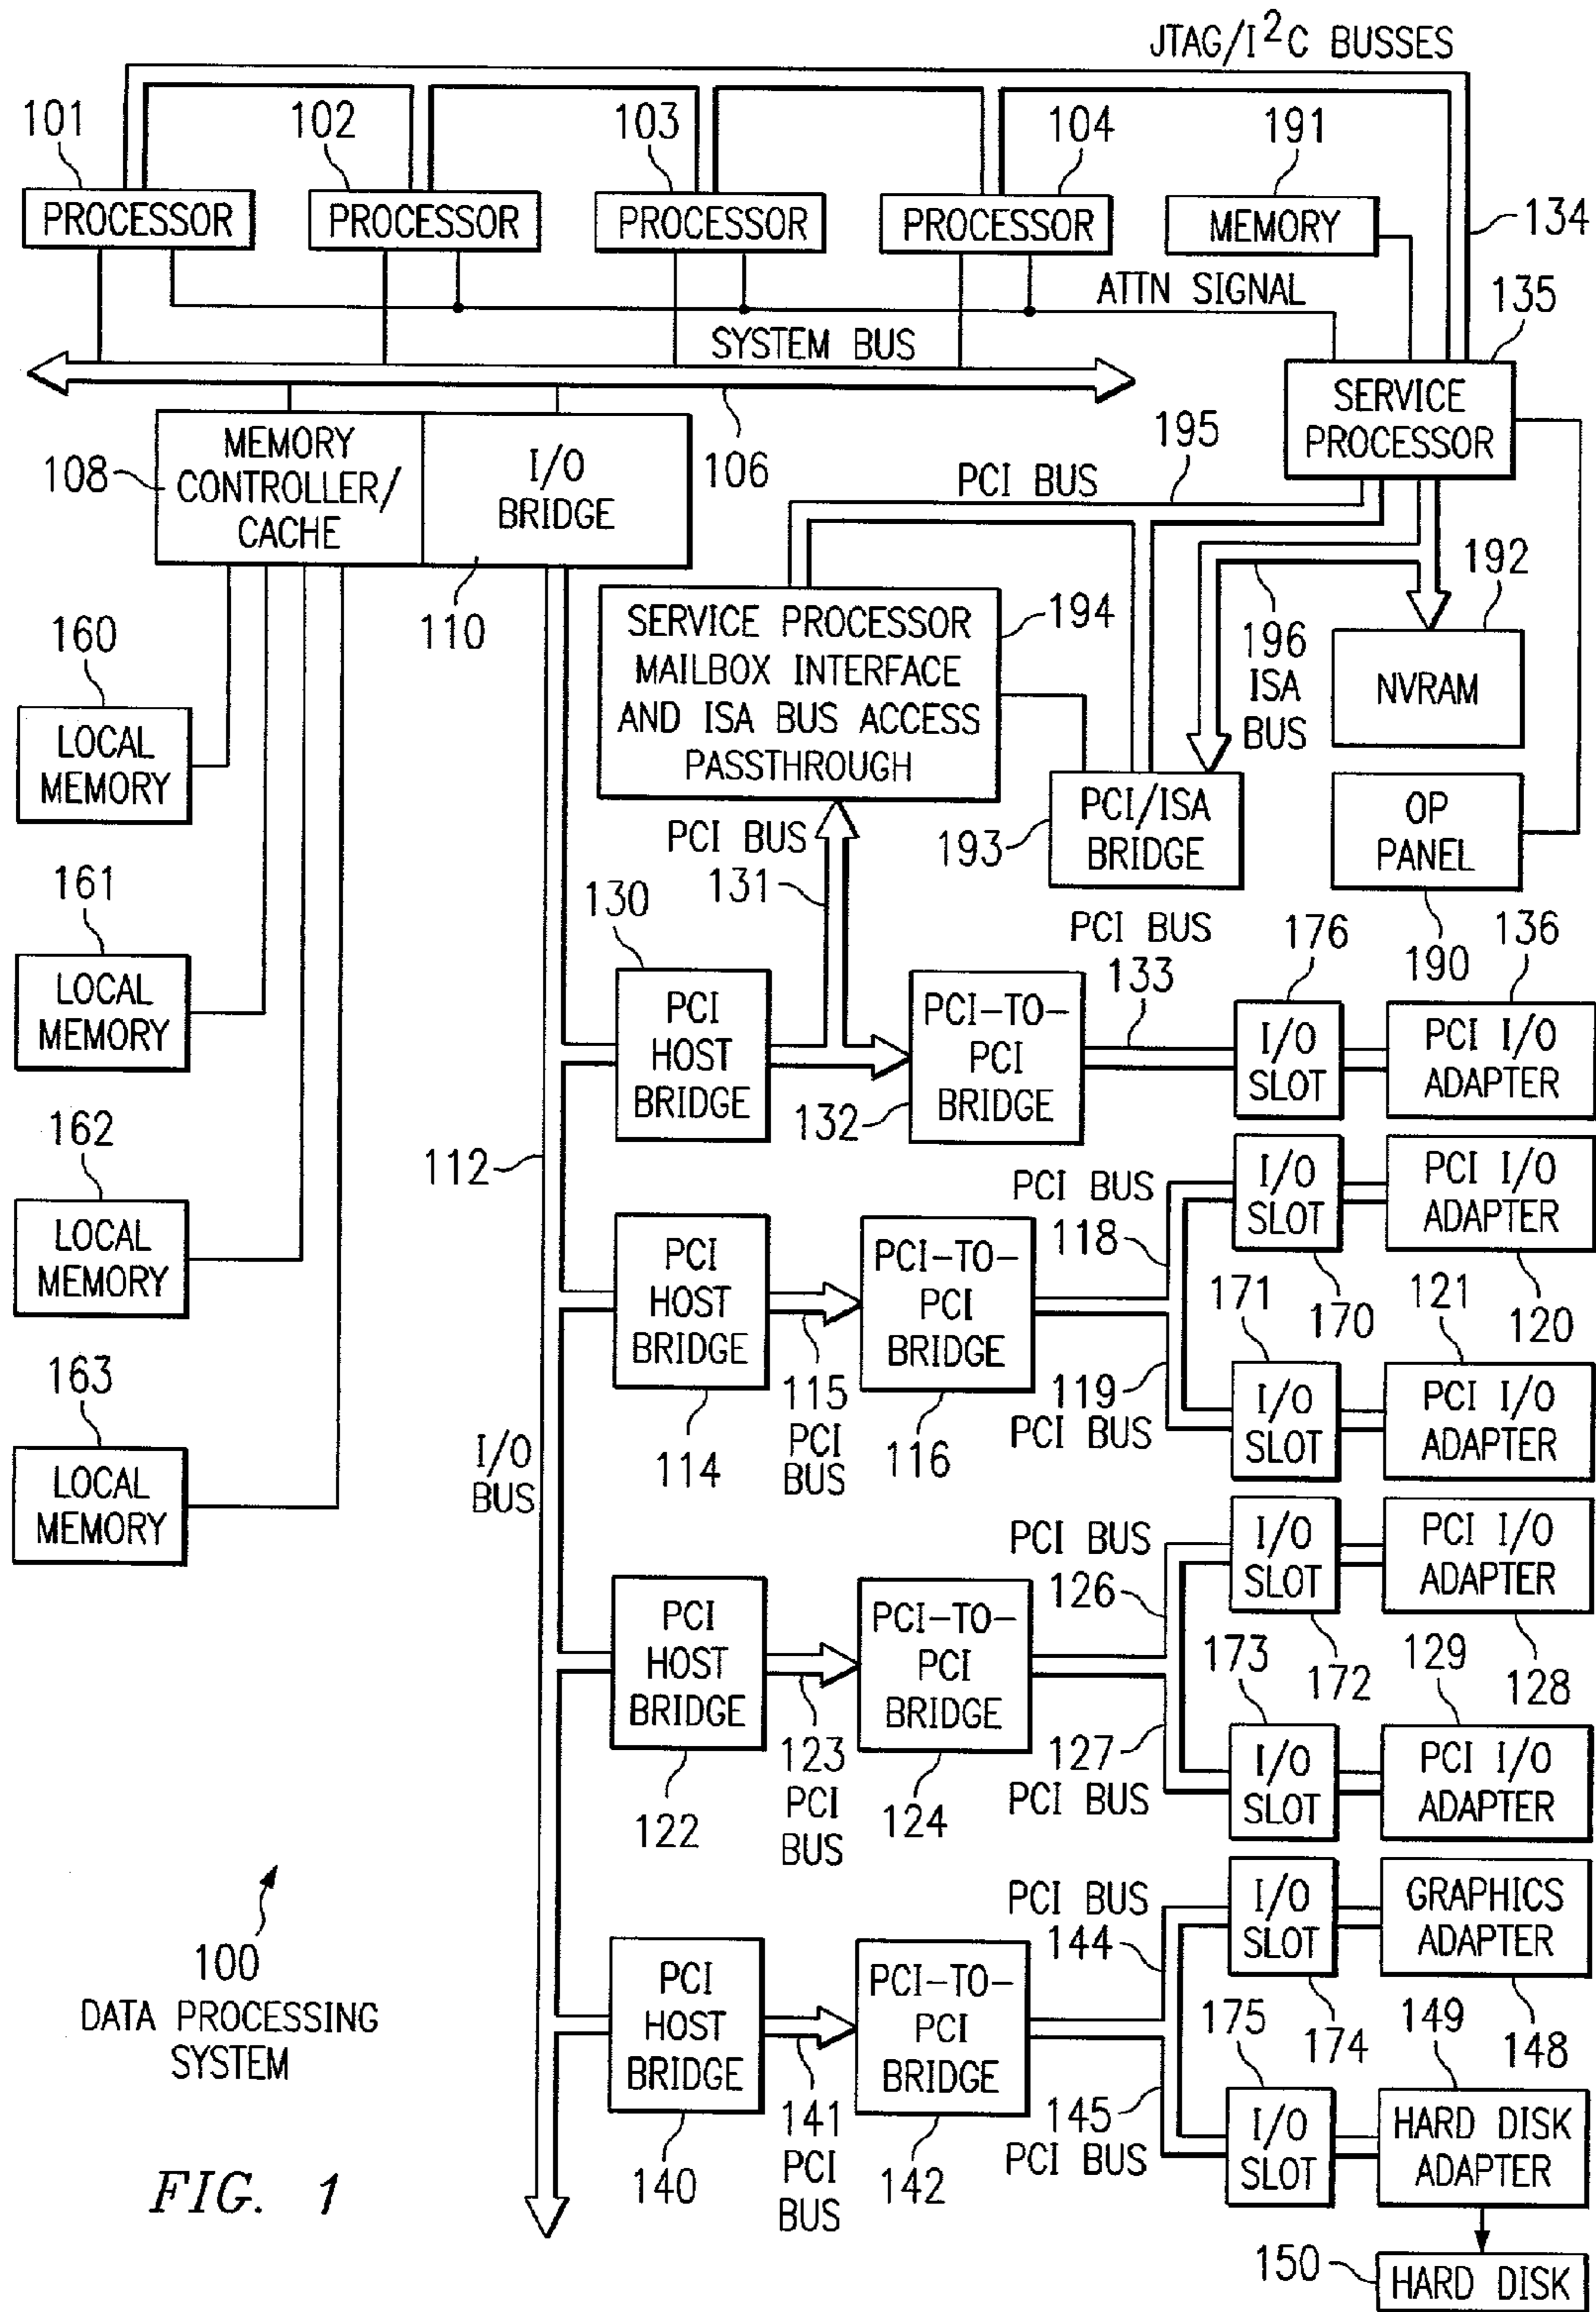 JTAG/I²C BUSSES
101
102
103
104
191
PROCESSOR
PROCESSOR
PROCESSOR
PROCESSOR
MEMORY
134
ATTN SIGNAL
135
SYSTEM BUS
SERVICE
PROCESSOR
108
MEMORY
CONTROLLER/
CACHE
I/O
BRIDGE
106
195
PCI BUS
110
192
160
SERVICE PROCESSOR
MAILBOX INTERFACE
AND ISA BUS ACCESS
PASSTHROUGH
194
196
ISA
BUS
NVRAM
LOCAL
MEMORY
PCI BUS
131
193
PCI/ISA
BRIDGE
OP
PANEL
190
161
LOCAL
MEMORY
130
PCI
HOST
BRIDGE
132
PCI-TO-
PCI
BRIDGE
PCI BUS
133
176
I/O
SLOT
136
PCI I/O
ADAPTER
162
LOCAL
MEMORY
112
PCI BUS
118
I/O
SLOT
170
PCI I/O
ADAPTER
120
PCI
HOST
BRIDGE
114
115
PCI
BUS
PCI-TO-
PCI
BRIDGE
116
119
PCI BUS
171
I/O
SLOT
121
PCI I/O
ADAPTER
163
LOCAL
MEMORY
I/O
BUS
PCI BUS
126
I/O
SLOT
172
PCI I/O
ADAPTER
128
PCI
HOST
BRIDGE
122
123
PCI
BUS
PCI-TO-
PCI
BRIDGE
124
127
PCI BUS
173
I/O
SLOT
129
PCI I/O
ADAPTER
100
DATA PROCESSING
SYSTEM
PCI BUS
144
I/O
SLOT
174
GRAPHICS
ADAPTER
148
PCI
HOST
BRIDGE
140
141
PCI
BUS
PCI-TO-
PCI
BRIDGE
142
145
PCI BUS
175
I/O
SLOT
149
HARD DISK
ADAPTER
150
HARD DISK
FIG. 1